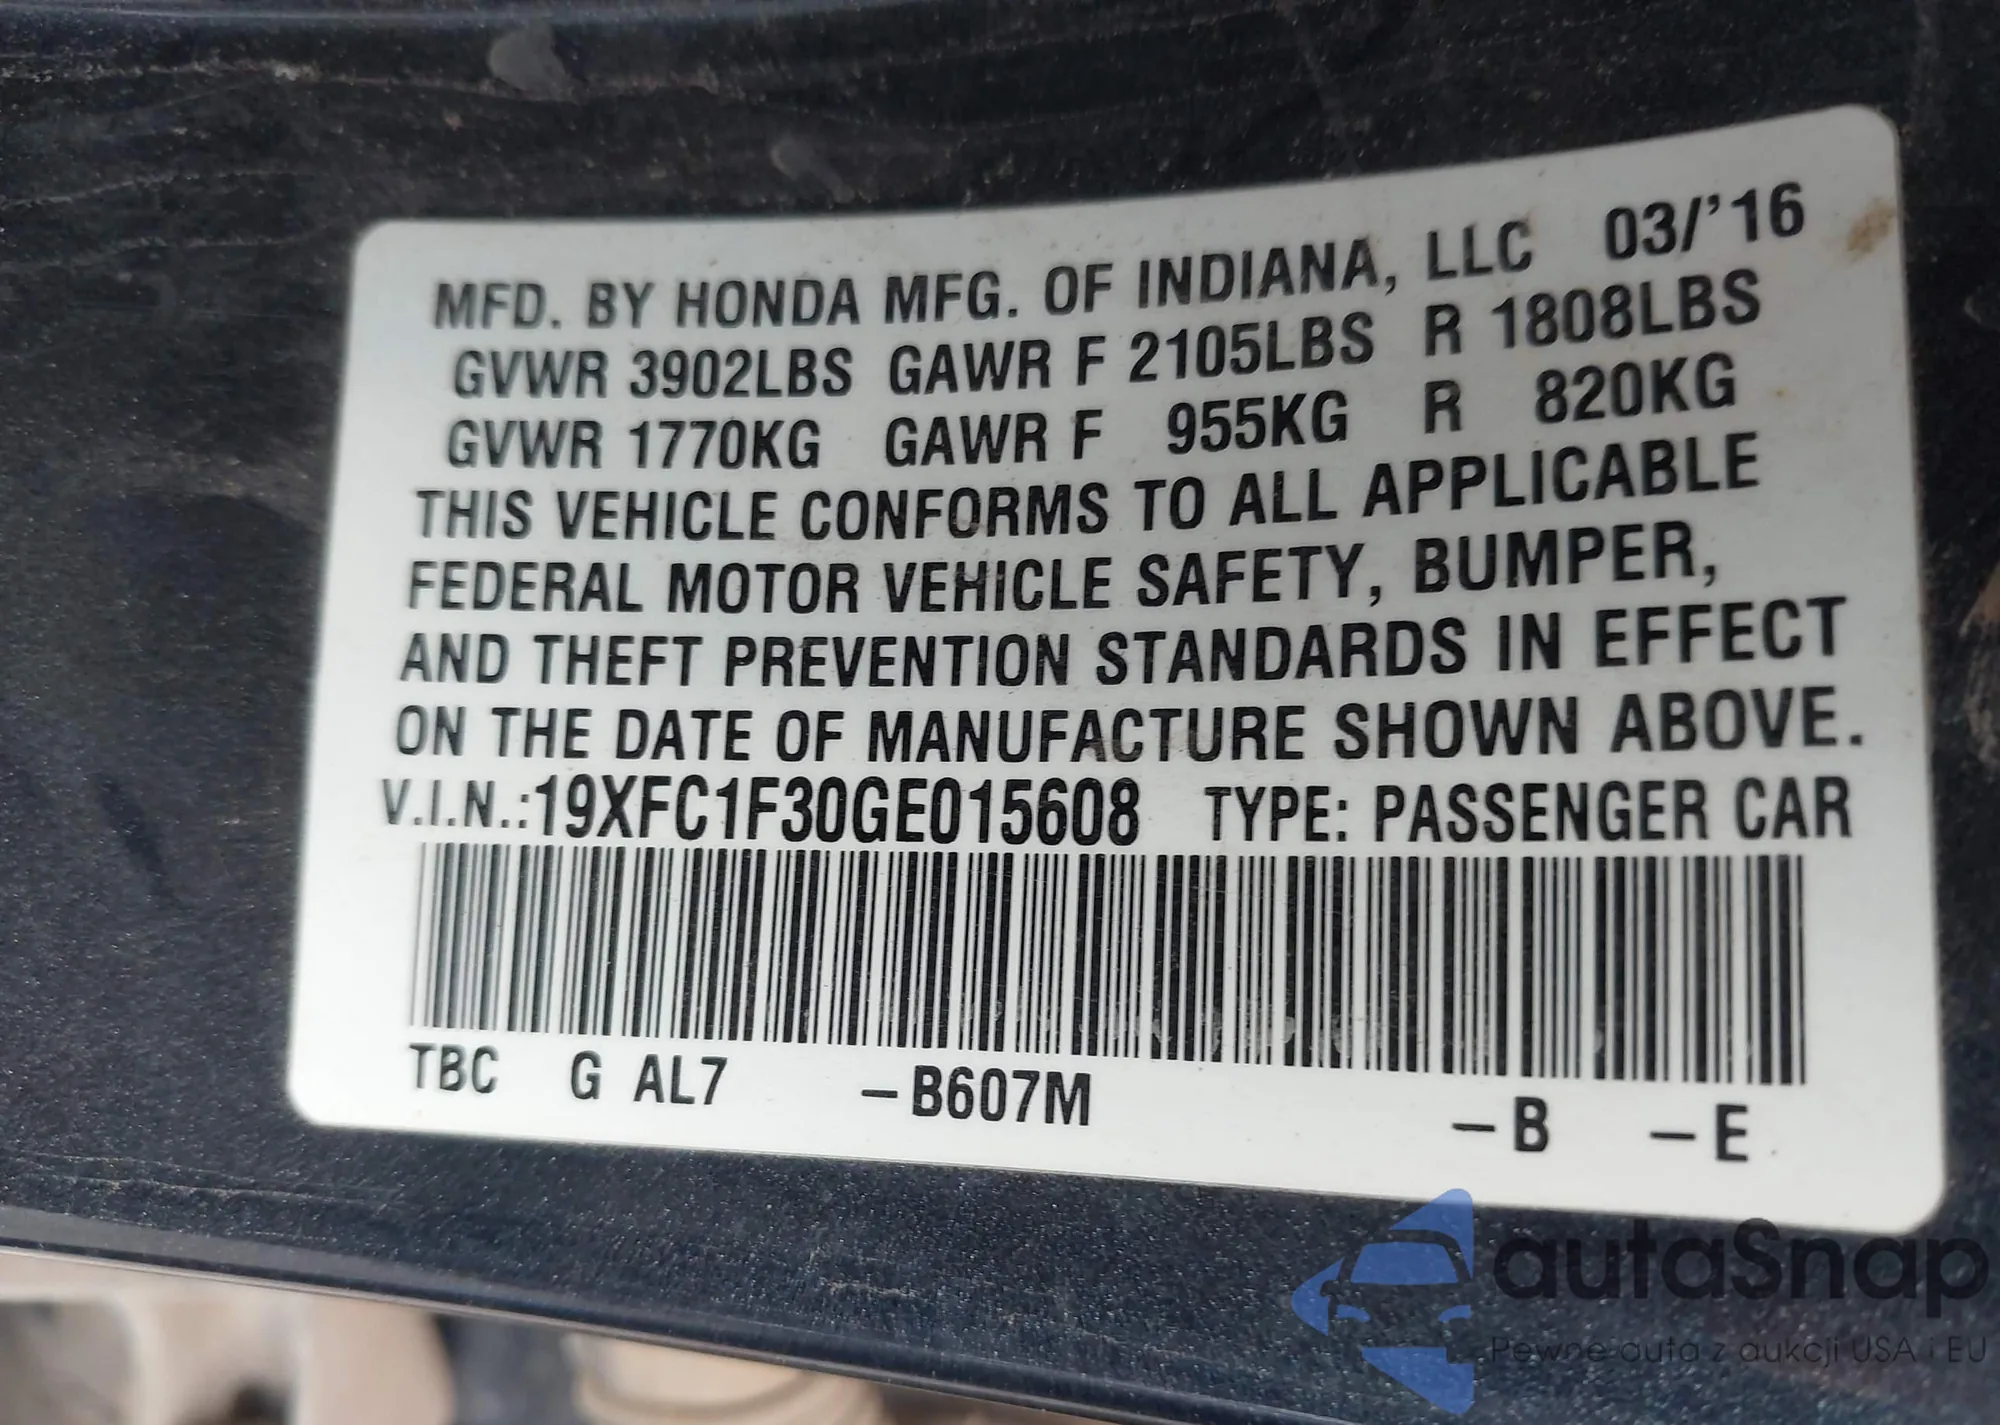 MFD. BY HONDA MFG. OF INDIANA, LLC 03/'16
GVWR 3902LBS GAWR F 2105LBS R 1808LBS
GVWR 1770KG GAWR F 955KG R 820KG
THIS VEHICLE CONFORMS TO ALL APPLICABLE
FEDERAL MOTOR VEHICLE SAFETY, BUMPER,
AND THEFT PREVENTION STANDARDS IN EFFECT
ON THE DATE OF MANUFACTURE SHOWN ABOVE.
V.I.N.:19XFC1F30GE015608 TYPE: PASSENGER CAR
TBC G AL7 –B607M –B –E
autaSnap
Pewne auta z aukcji USA i EU